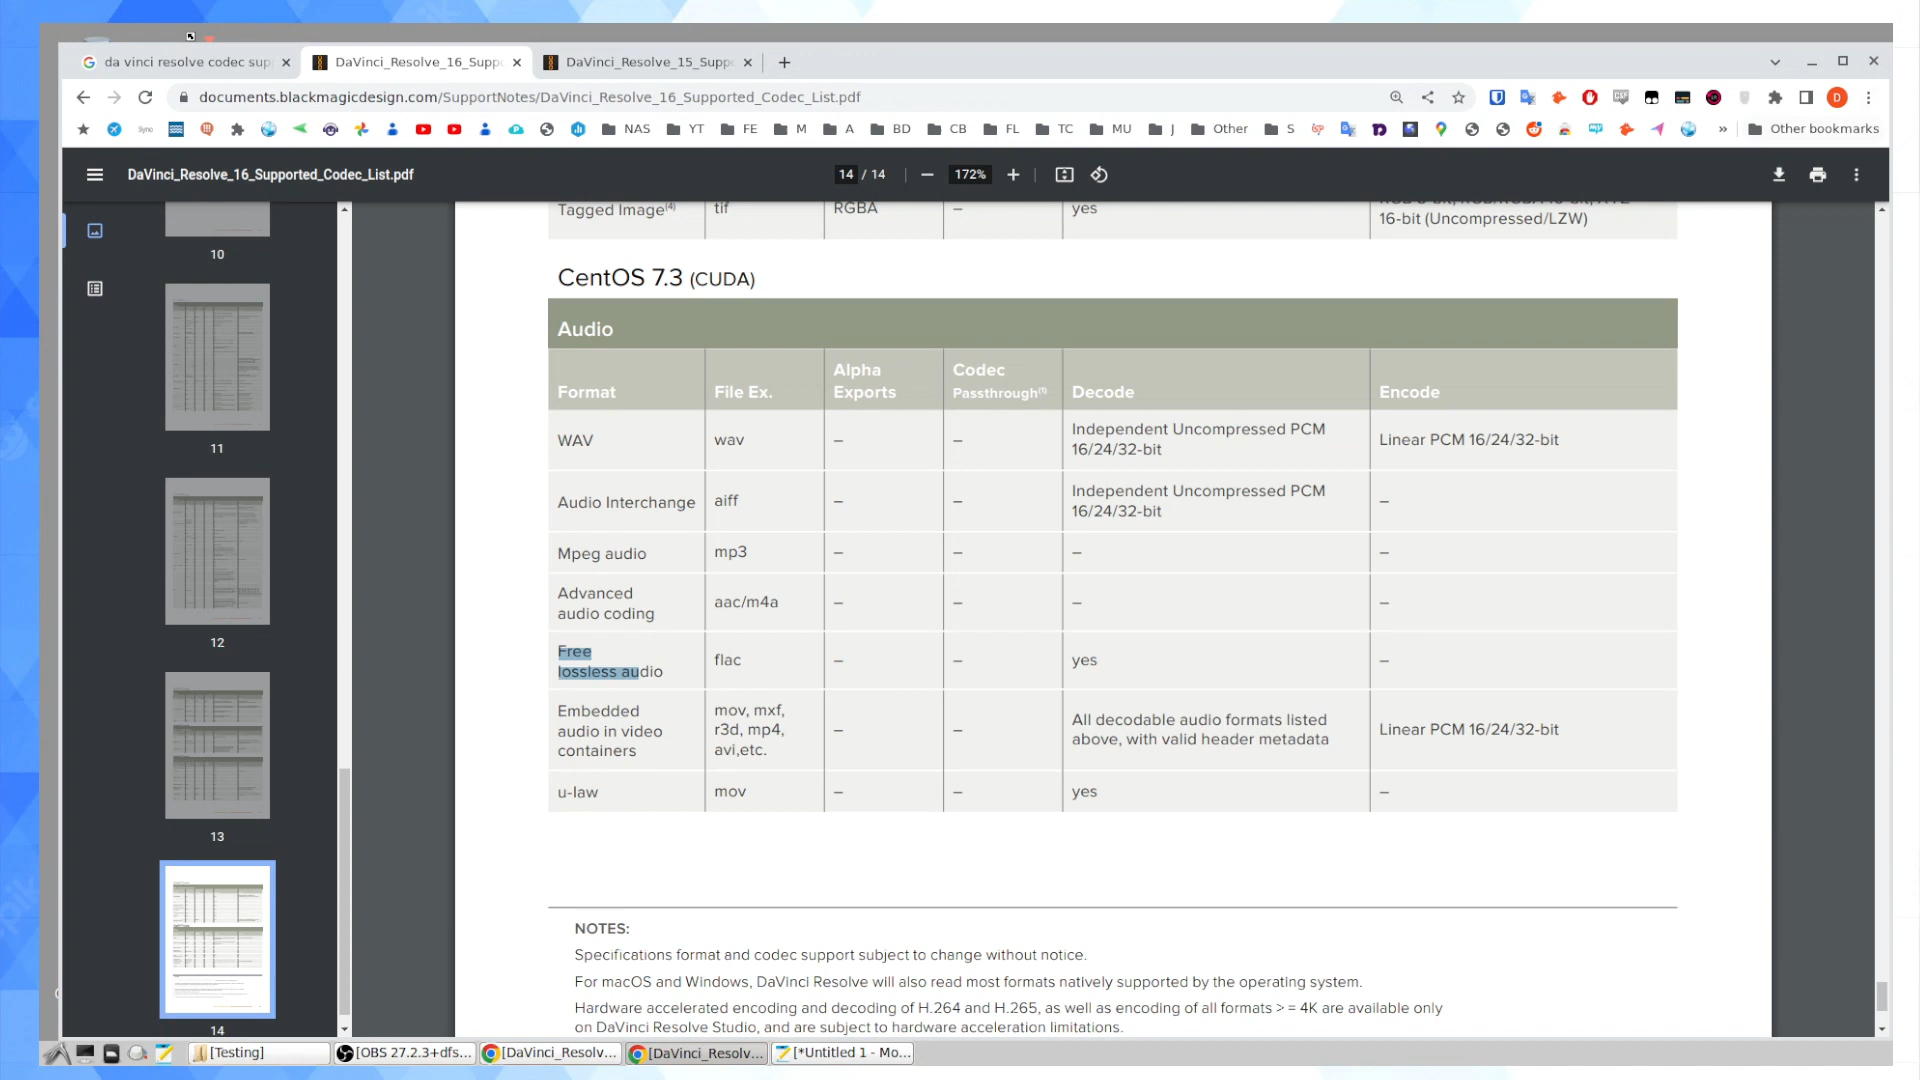 da vinci resolve codec sup
DaVinci_Resolve_16_Supp
DaVinci_Resolve_15_Supp
documents.blackmagicdesign.com/SupportNotes/DaVinci_Resolve_16_Supported_Codec_List.pdf
NAS YT FE M A BD CB FL TC MU J Other S » Other bookmarks
DaVinci_Resolve_16_Supported_Codec_List.pdf
14 / 14
172%
Tagged Image(4) tif RGBA – yes
16-bit (Uncompressed/LZW)
10
11
12
13
14
CentOS 7.3 (CUDA)
Audio
Format File Ex. Alpha Exports Codec Passthrough(1) Decode Encode
WAV wav – – Independent Uncompressed PCM 16/24/32-bit Linear PCM 16/24/32-bit
Audio Interchange aiff – – Independent Uncompressed PCM 16/24/32-bit –
Mpeg audio mp3 – – – –
Advanced audio coding aac/m4a – – – –
Free lossless audio flac – – yes –
Embedded audio in video containers mov, mxf, r3d, mp4, avi,etc. – – All decodable audio formats listed above, with valid header metadata Linear PCM 16/24/32-bit
u-law mov – – yes –
NOTES:
Specifications format and codec support subject to change without notice.
For macOS and Windows, DaVinci Resolve will also read most formats natively supported by the operating system.
Hardware accelerated encoding and decoding of H.264 and H.265, as well as encoding of all formats > = 4K are available only
on DaVinci Resolve Studio, and are subject to hardware acceleration limitations.
[Testing]
[OBS 27.2.3+dfs...
[DaVinci_Resolv...
[DaVinci_Resolv...
[*Untitled 1 - Mo...